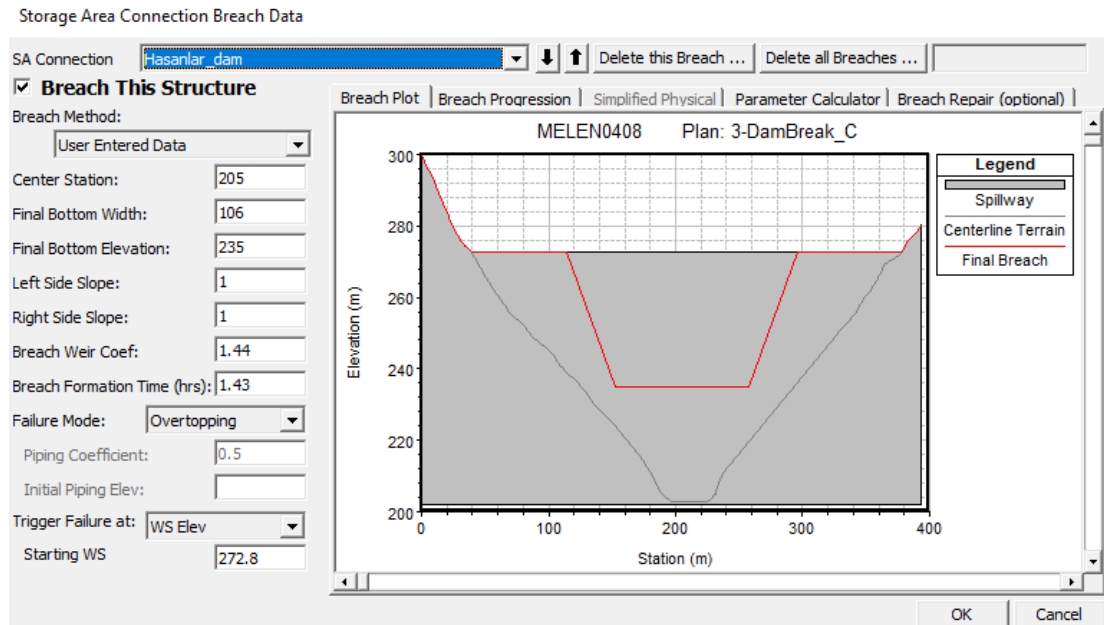 Storage Area Connection Breach Data
SA Connection
Hasanlar_dam
Delete this Breach ...
Delete all Breaches ...
Breach This Structure
Breach Method:
User Entered Data
Center Station:
205
Final Bottom Width:
106
Final Bottom Elevation:
235
Left Side Slope:
1
Right Side Slope:
1
Breach Weir Coef:
1.44
Breach Formation Time (hrs):
1.43
Failure Mode:
Overtopping
Piping Coefficient:
0.5
Initial Piping Elev:
Trigger Failure at:
WS Elev
Starting WS
272.8
Breach Plot
Breach Progression
Simplified Physical
Parameter Calculator
Breach Repair (optional)
MELEN0408 Plan: 3-DamBreak_C
300
280
260
240
220
200
Elevation (m)
0
100
200
300
400
Station (m)
Legend
Spillway
Centerline Terrain
Final Breach
OK
Cancel